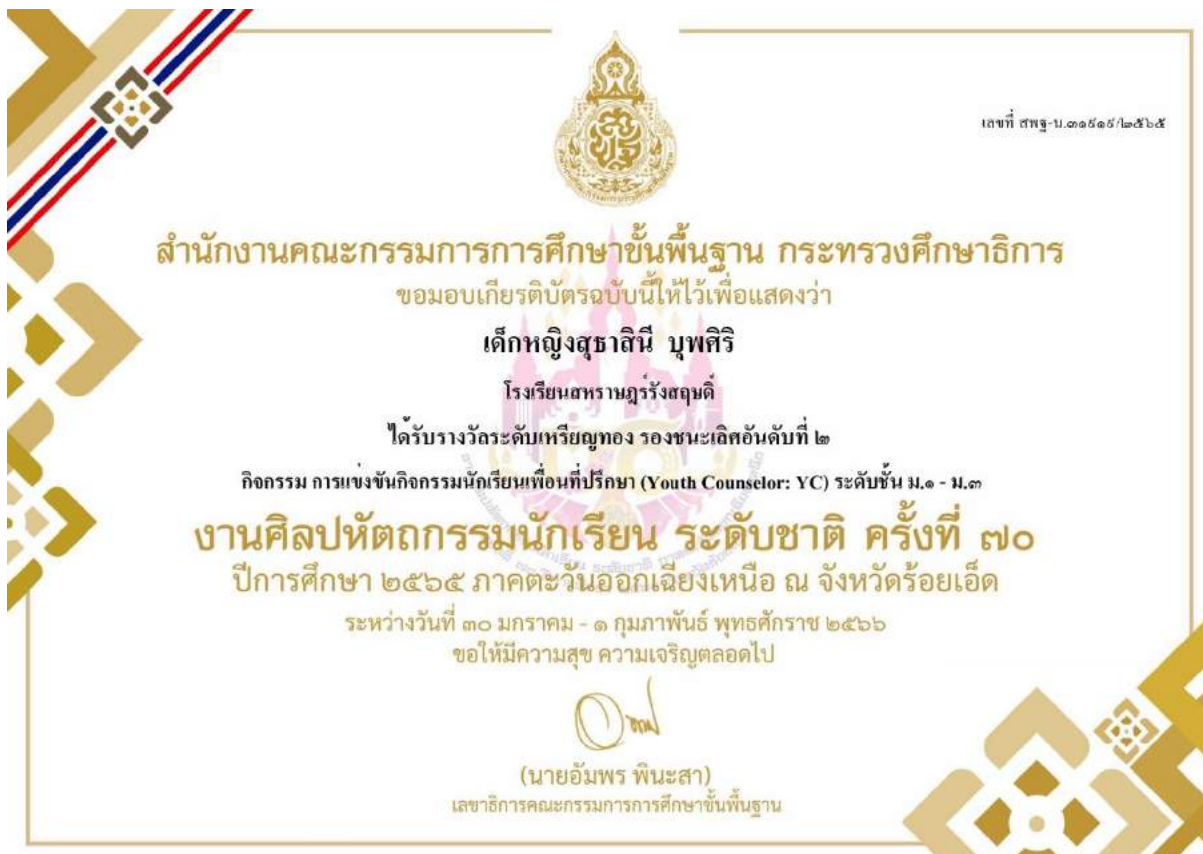 เลขที่ สพฐ-น.๓๑๙๑๙/๒๕๖๕
สำนักงานคณะกรรมการการศึกษาขั้นพื้นฐาน กระทรวงศึกษาธิการ
ขอมอบเกียรติบัตรฉบับนี้ให้ไว้เพื่อแสดงว่า
เด็กหญิงสุธาสินี บุพศิริ
โรงเรียนสหราษฎร์รังสฤษดิ์
ได้รับรางวัลระดับเหรียญทอง รองชนะเลิศอันดับที่ ๒
กิจกรรม การแข่งขันกิจกรรมนักเรียนเพื่อนที่ปรึกษา (Youth Counselor: YC) ระดับชั้น ม.๑ - ม.๓
งานศิลปหัตถกรรมนักเรียน ระดับชาติ ครั้งที่ ๗๐
ปีการศึกษา ๒๕๖๕ ภาคตะวันออกเฉียงเหนือ ณ จังหวัดร้อยเอ็ด
ระหว่างวันที่ ๓๐ มกราคม - ๑ กุมภาพันธ์ พุทธศักราช ๒๕๖๖
ขอให้มีความสุข ความเจริญตลอดไป
(นายอัมพร พินะสา)
เลขาธิการคณะกรรมการการศึกษาขั้นพื้นฐาน